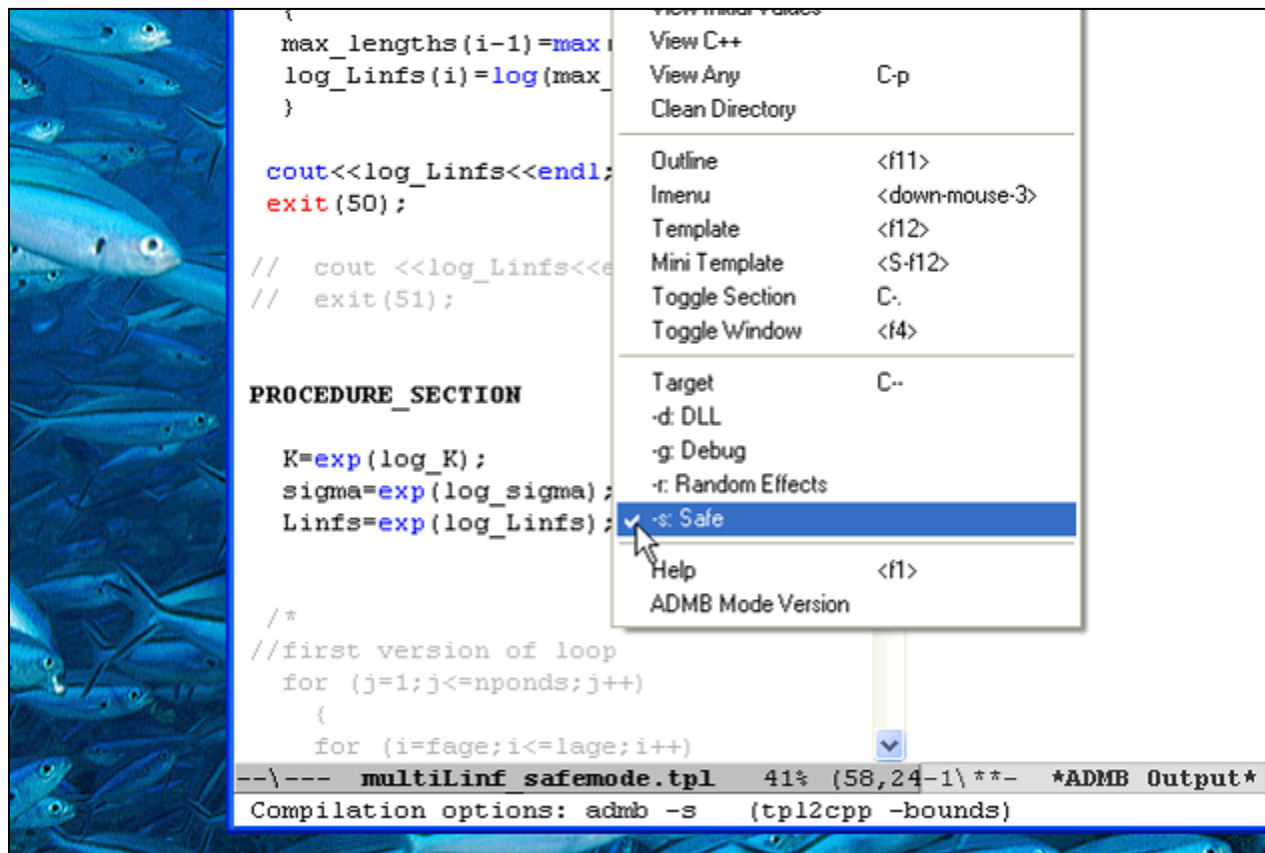 {
max_lengths(i-1)=max
log_Linfs(i)=log(max_
}
cout<<log_Linfs<<endl;
exit(50);
//  cout <<log_Linfs<<e
//  exit(51);
PROCEDURE_SECTION
K=exp(log_K);
sigma=exp(log_sigma);
Linfs=exp(log_Linfs);
/*
//first version of loop
for (j=1;j<=nponds;j++)
{
for (i=fage;i<=lage;i++)
View Initial Values
View C++
View Any C-p
Clean Directory
Outline <f11>
Imenu <down-mouse-3>
Template <f12>
Mini Template <S-f12>
Toggle Section C-.
Toggle Window <f4>
Target C--
-d: DLL
-g: Debug
-r: Random Effects
-s: Safe
Help <f1>
ADMB Mode Version
--\--- multiLinf_safemode.tpl 41% (58,24-1\**- *ADMB Output*
Compilation options: admb -s (tpl2cpp -bounds)